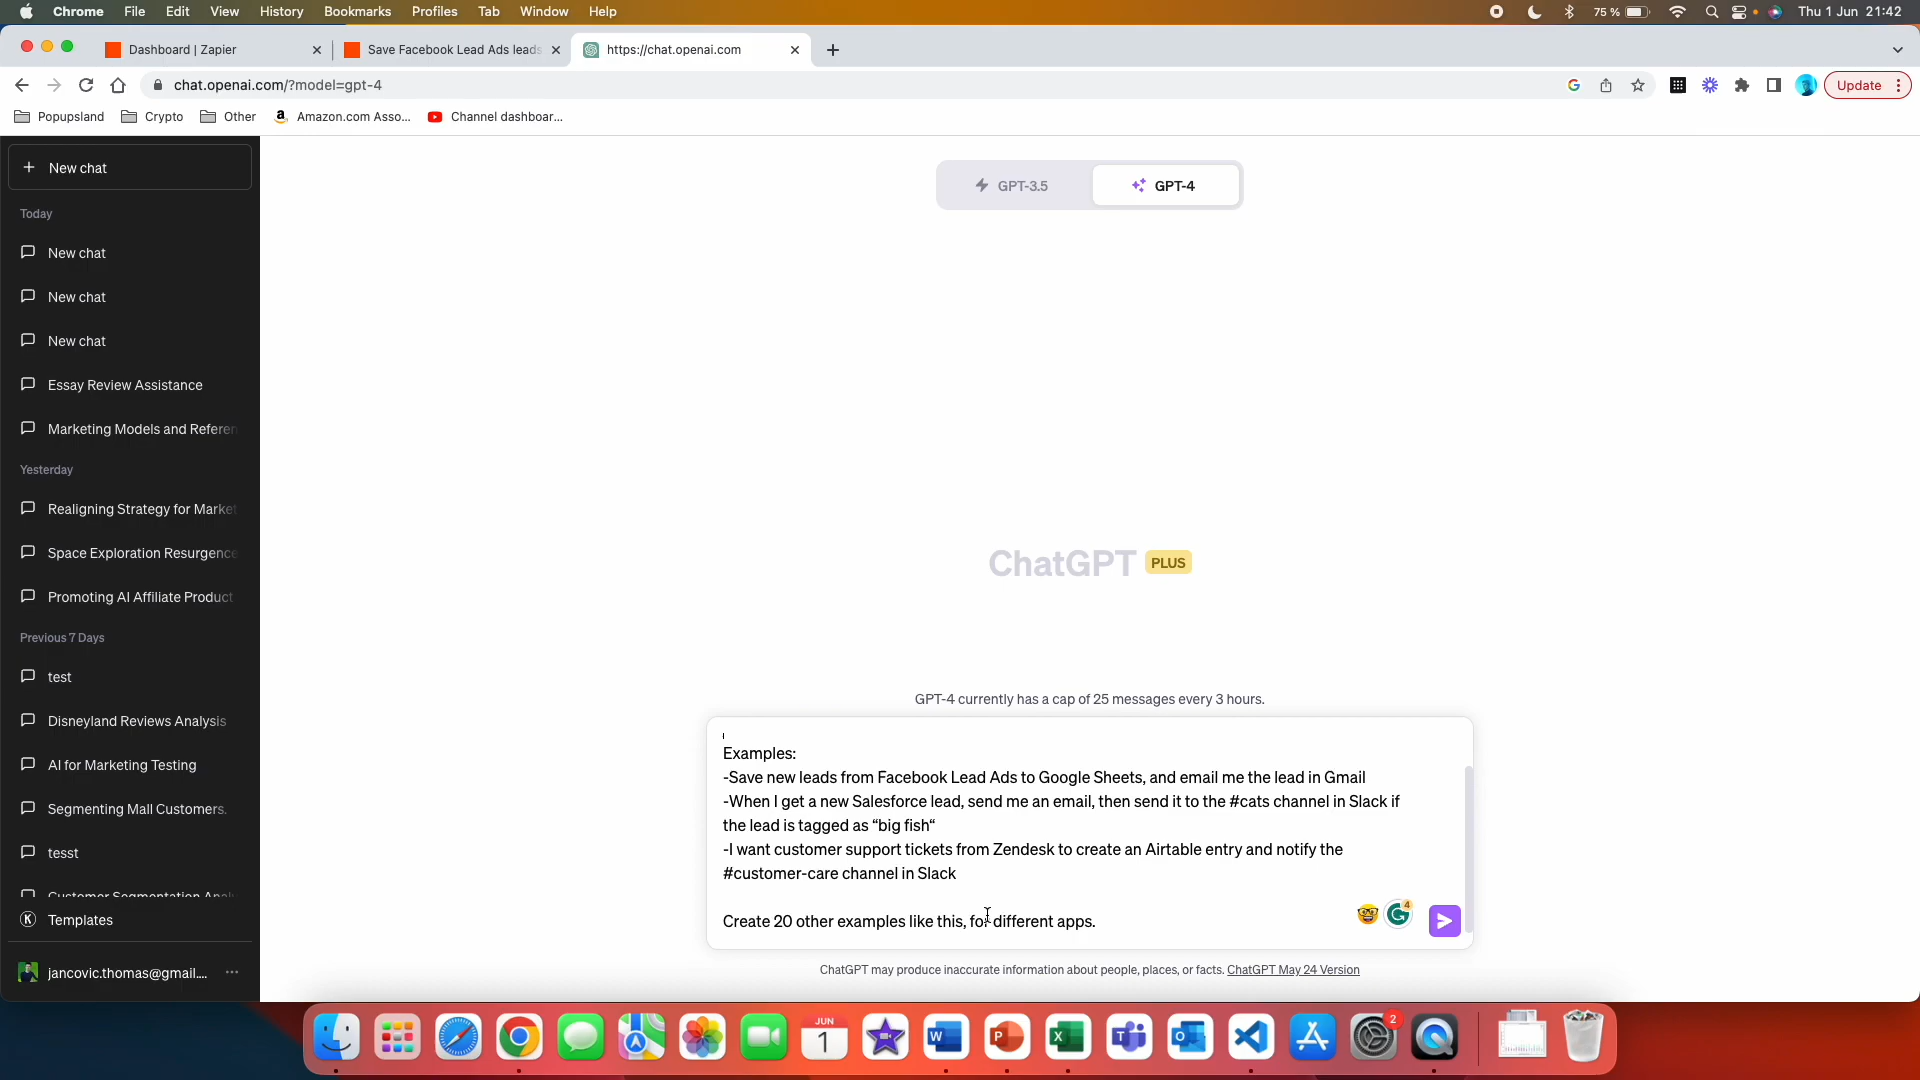 Chrome File Edit View History Bookmarks Profiles Tab Window Help 75 % Thu 1 Jun 21:42
Dashboard | Zapier Save Facebook Lead Ads leads https://chat.openai.com
chat.openai.com/?model=gpt-4 Update
Popupsland Crypto Other Amazon.com Asso... Channel dashboar...
New chat
Today
New chat
New chat
New chat
Essay Review Assistance
Marketing Models and Referen
Yesterday
Realigning Strategy for Market
Space Exploration Resurgence
Promoting AI Affiliate Product
Previous 7 Days
test
Disneyland Reviews Analysis
AI for Marketing Testing
Segmenting Mall Customers.
tesst
Customer Segmentation Anal
Templates
jancovic.thomas@gmail....
GPT-3.5 GPT-4
ChatGPT PLUS
GPT-4 currently has a cap of 25 messages every 3 hours.
Examples:
-Save new leads from Facebook Lead Ads to Google Sheets, and email me the lead in Gmail
-When I get a new Salesforce lead, send me an email, then send it to the #cats channel in Slack if
the lead is tagged as “big fish“
-I want customer support tickets from Zendesk to create an Airtable entry and notify the
#customer-care channel in Slack
Create 20 other examples like this, for different apps.
4
ChatGPT may produce inaccurate information about people, places, or facts. ChatGPT May 24 Version
JUN
1
2